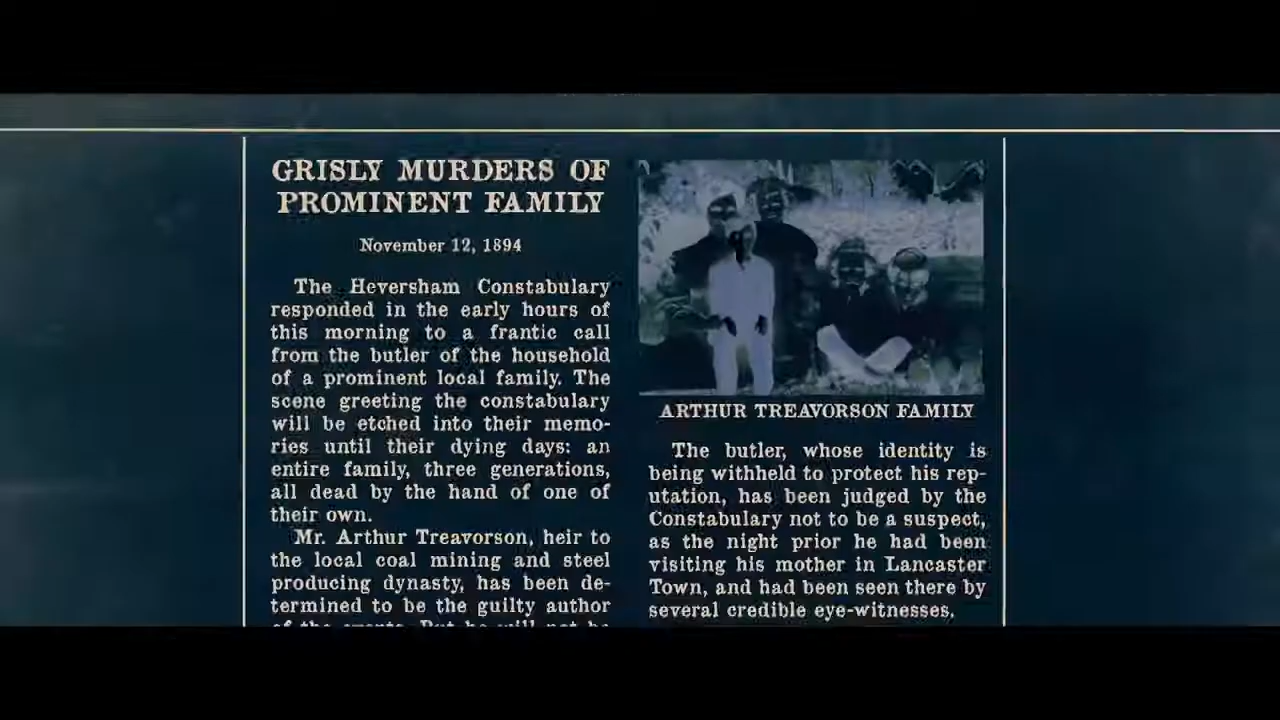 GRISLY MURDERS OF
PROMINENT FAMILY
November 12, 1894
The Heversham Constabulary
responded in the early hours of
this morning to a frantic call
from the butler of the household
of a prominent local family. The
scene greeting the constabulary
will be etched into their memo-
ries until their dying days: an
entire family, three generations,
all dead by the hand of one of
their own.
Mr. Arthur Treavorson, heir to
the local coal mining and steel
producing dynasty, has been de-
termined to be the guilty author
ARTHUR TREAVORSON FAMILY
The butler, whose identity is
being withheld to protect his rep-
utation, has been judged by the
Constabulary not to be a suspect,
as the night prior he had been
visiting his mother in Lancaster
Town, and had been seen there by
several credible eye-witnesses.